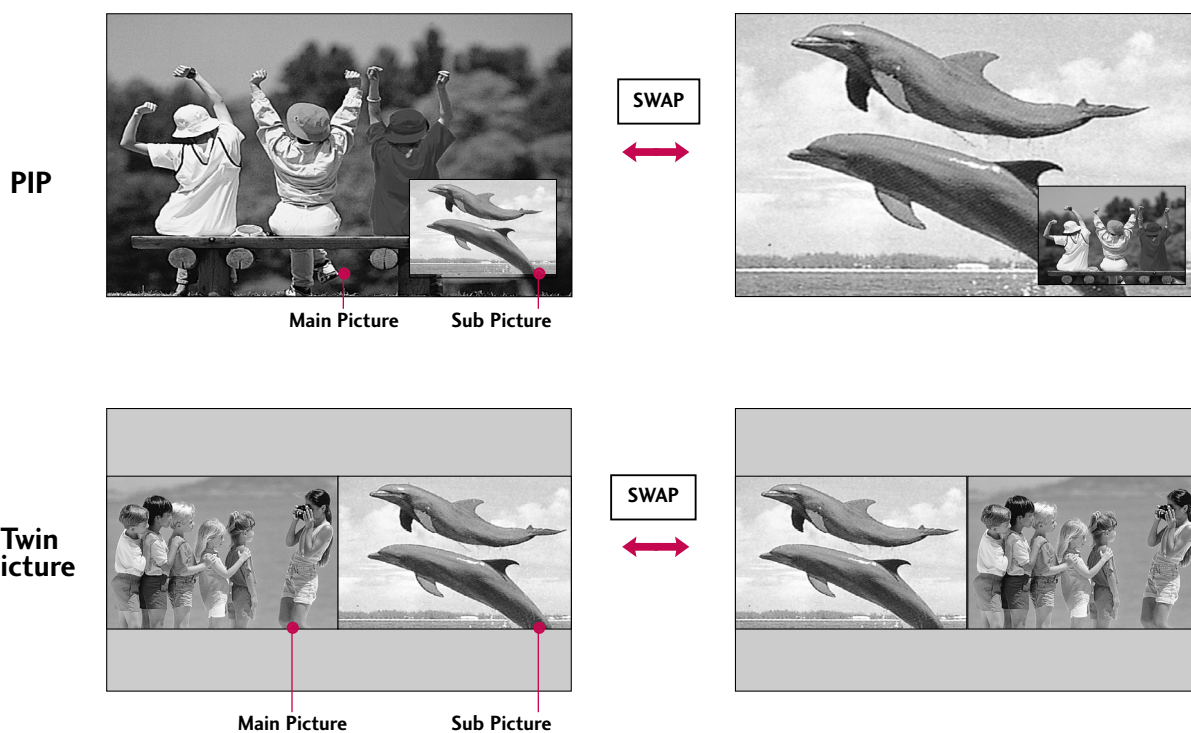 SWAP
PIP
Main Picture
Sub Picture
SWAP
Twin
icture
Main Picture
Sub Picture